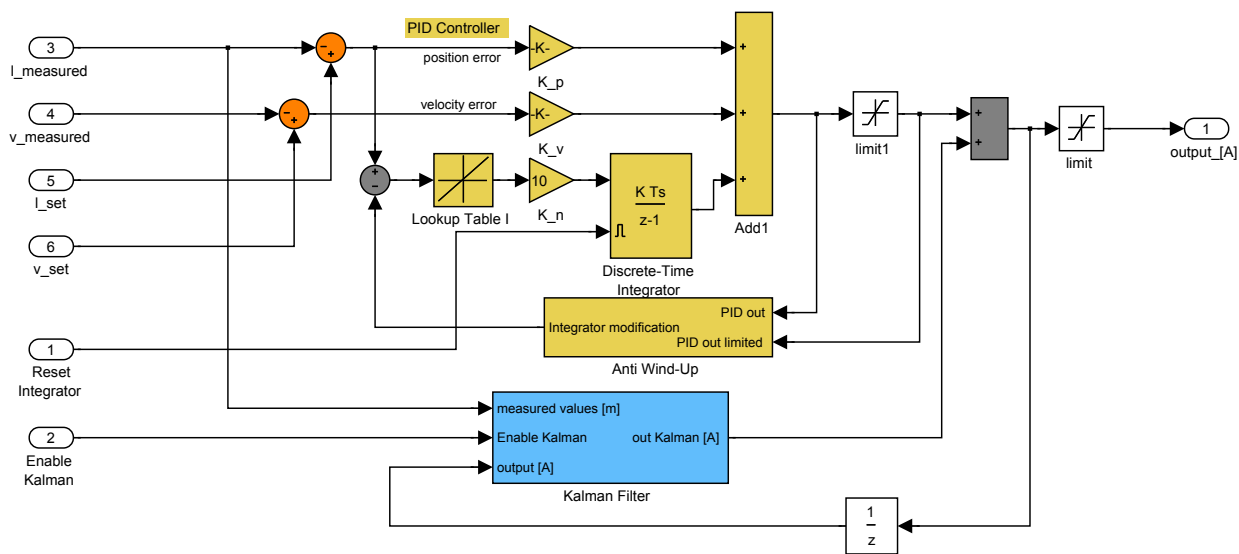 PID Controller
3
l_measured
position error
-K-
K_p
+
4
v_measured
velocity error
-K-
K_v
+
limit1
+
+
limit
1
output_[A]
5
l_set
+
−
Lookup Table I
10
K_n
K Ts
z-1
Discrete-Time
Integrator
+
Add1
6
v_set
−
+
−
+
Integrator modification
PID out
PID out limited
Anti Wind-Up
1
Reset
Integrator
2
Enable
Kalman
measured values [m]
Enable Kalman
out Kalman [A]
output [A]
Kalman Filter
1
z